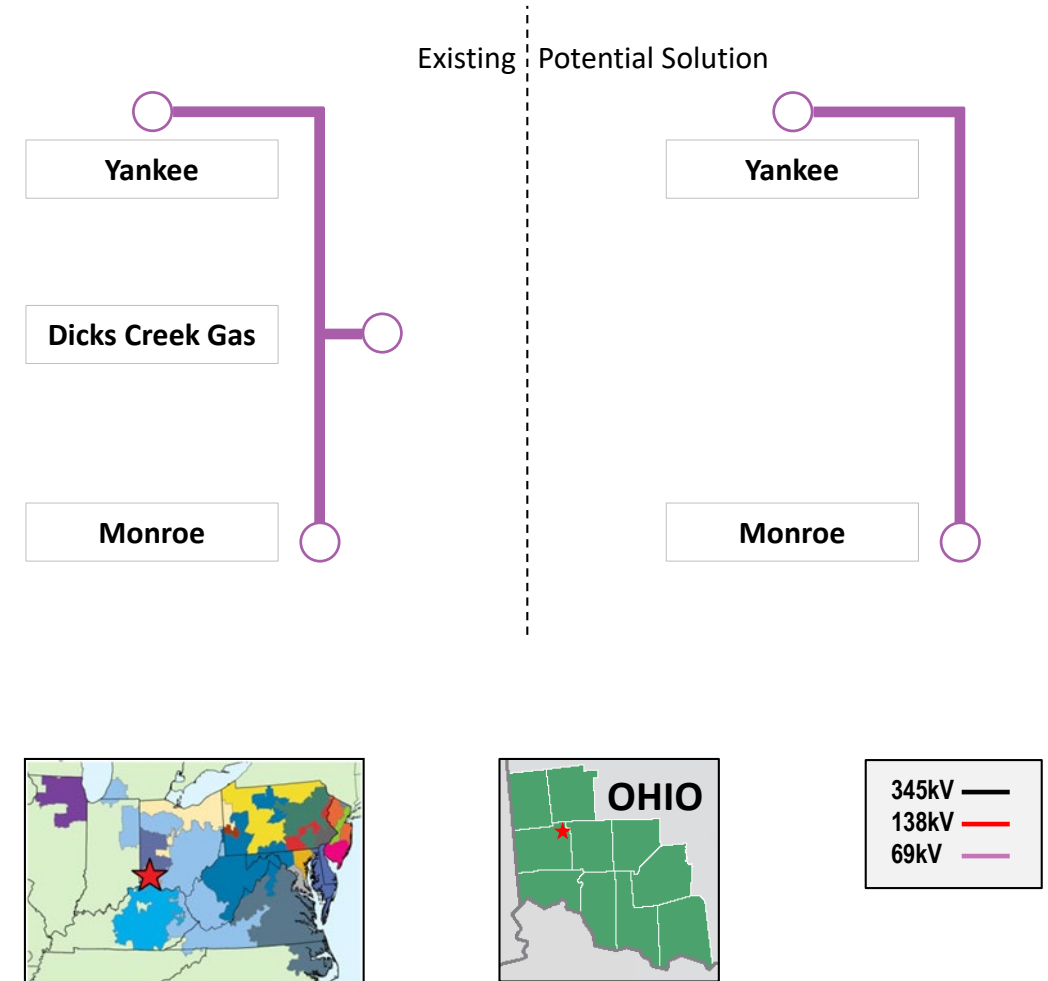 Existing
Potential Solution
Yankee
Yankee
Dicks Creek Gas
Monroe
Monroe
OHIO
345kV
138kV
69kV